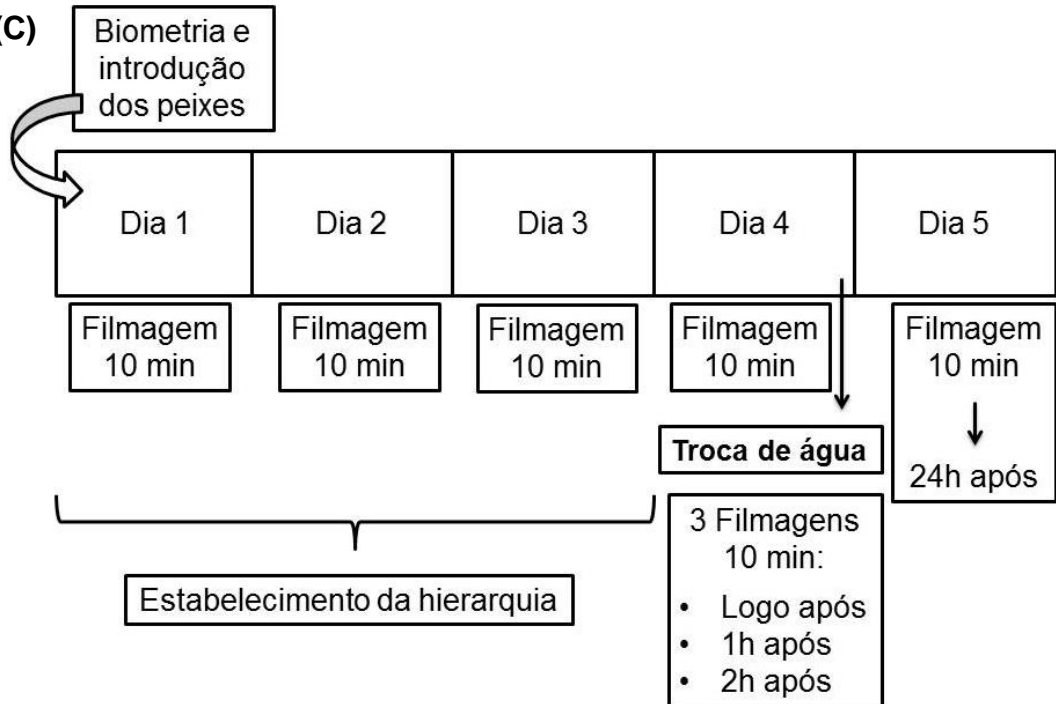 (C)
Biometria e
introdução
dos peixes
Dia 1
Dia 2
Dia 3
Dia 4
Dia 5
Filmagem
10 min
Filmagem
10 min
Filmagem
10 min
Filmagem
10 min
Filmagem
10 min
24h após
Troca de água
3 Filmagens
10 min:
• Logo após
• 1h após
• 2h após
Estabelecimento da hierarquia